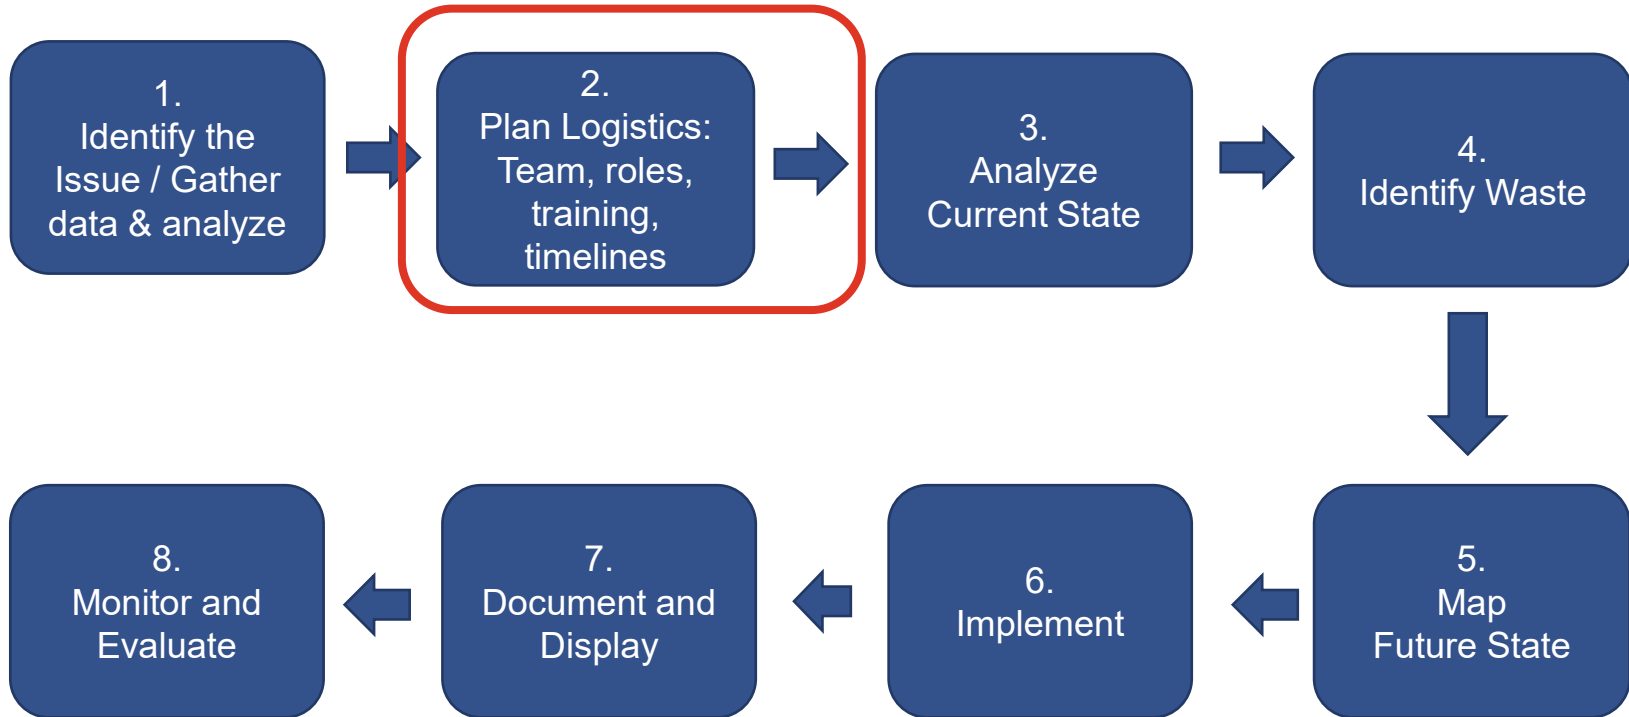 1.
Identify the
Issue / Gather
data & analyze
2.
Plan Logistics:
Team, roles,
training,
timelines
3.
Analyze
Current State
4.
Identify Waste
5.
Map
Future State
6.
Implement
7.
Document and
Display
8.
Monitor and
Evaluate